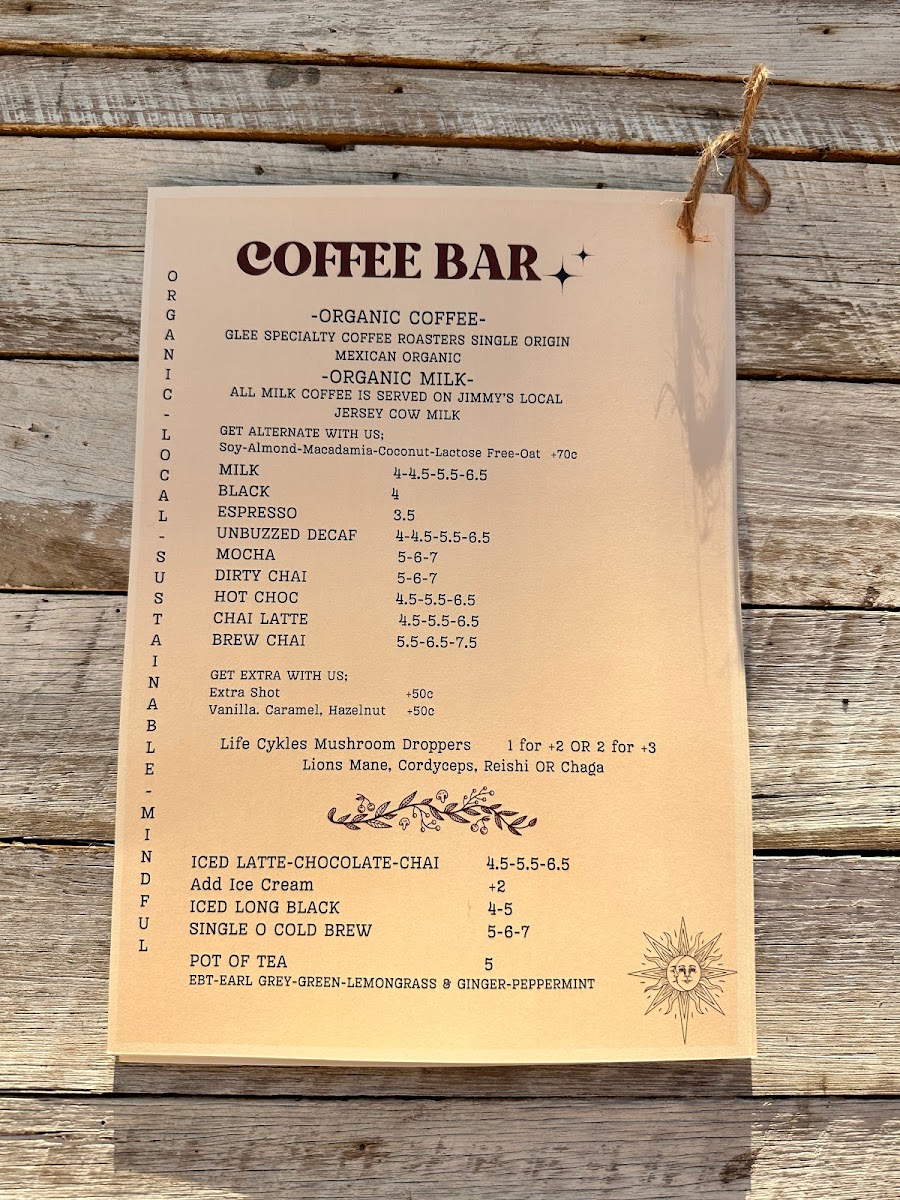 COFFEE BAR
ORGANIC-LOCAL-SUSTAINABLE-MINDFUL
-ORGANIC COFFEE-
GLEE SPECIALTY COFFEE ROASTERS SINGLE ORIGIN
MEXICAN ORGANIC
-ORGANIC MILK-
ALL MILK COFFEE IS SERVED ON JIMMY'S LOCAL
JERSEY COW MILK
GET ALTERNATE WITH US;
Soy-Almond-Macadamia-Coconut-Lactose Free-Oat +70c
MILK 4-4.5-5.5-6.5
BLACK 4
ESPRESSO 3.5
UNBUZZED DECAF 4-4.5-5.5-6.5
MOCHA 5-6-7
DIRTY CHAI 5-6-7
HOT CHOC 4.5-5.5-6.5
CHAI LATTE 4.5-5.5-6.5
BREW CHAI 5.5-6.5-7.5
GET EXTRA WITH US;
Extra Shot +50c
Vanilla. Caramel, Hazelnut +50c
Life Cykles Mushroom Droppers 1 for +2 OR 2 for +3
Lions Mane, Cordyceps, Reishi OR Chaga
ICED LATTE-CHOCOLATE-CHAI 4.5-5.5-6.5
Add Ice Cream +2
ICED LONG BLACK 4-5
SINGLE O COLD BREW 5-6-7
POT OF TEA 5
EBT-EARL GREY-GREEN-LEMONGRASS & GINGER-PEPPERMINT